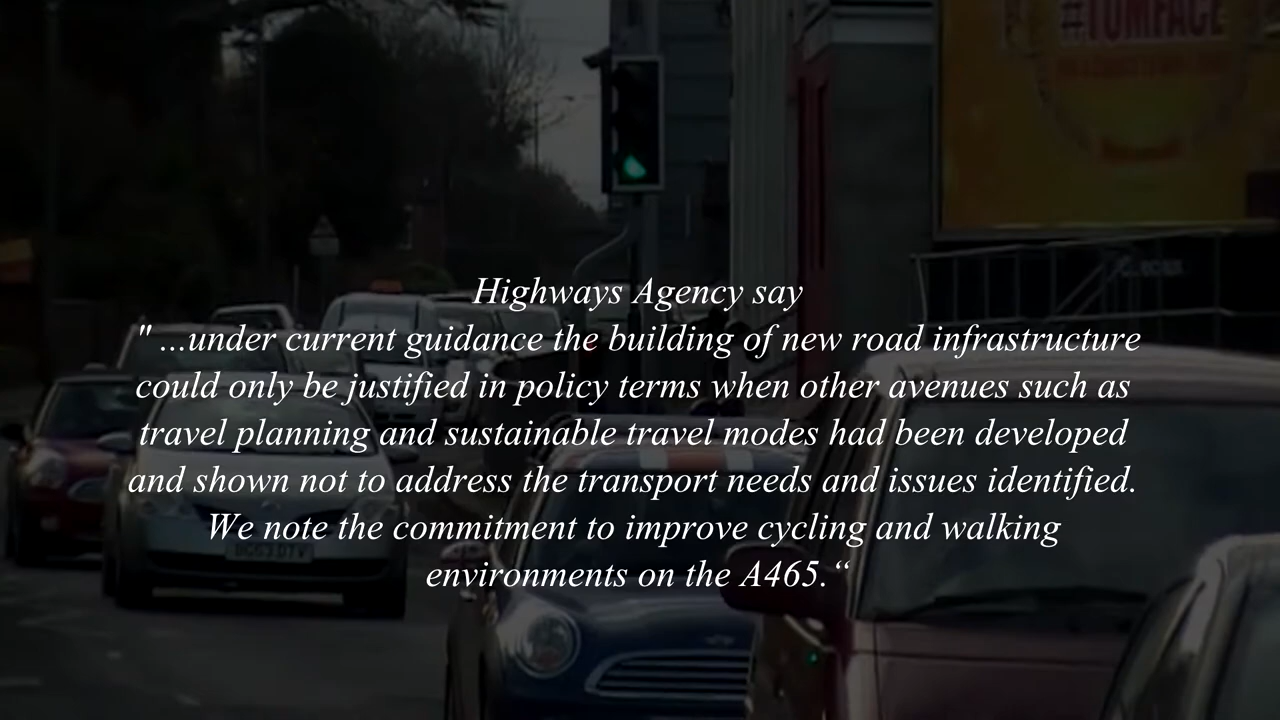 #TOMFACE
Highways Agency say
" ...under current guidance the building of new road infrastructure
could only be justified in policy terms when other avenues such as
travel planning and sustainable travel modes had been developed
and shown not to address the transport needs and issues identified.
We note the commitment to improve cycling and walking
environments on the A465.“